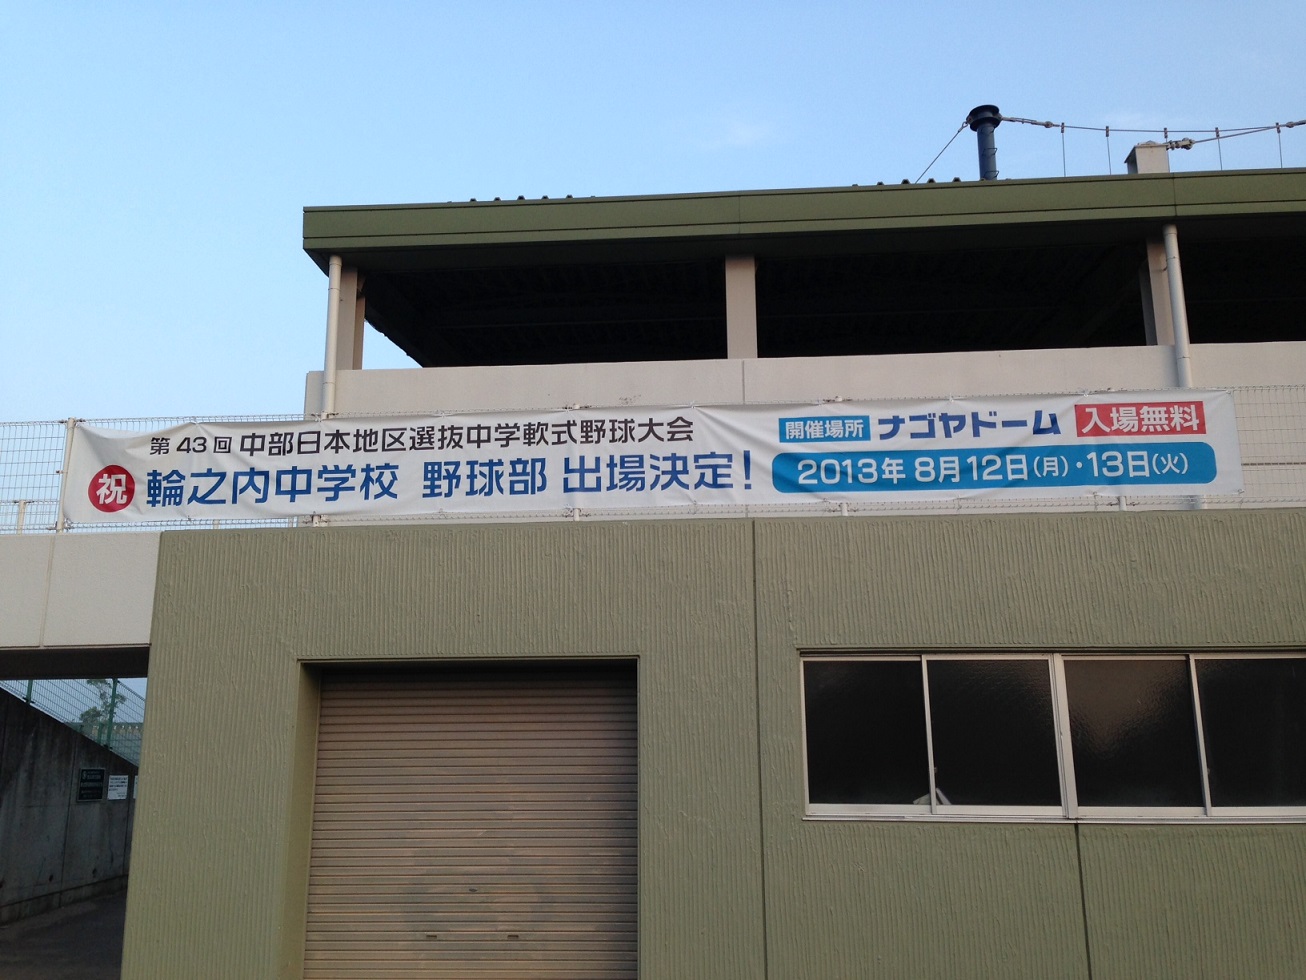 第43回 中部日本地区選抜中学軟式野球大会
祝 輪之内中学校 野球部 出場決定！
開催場所 ナゴヤドーム 入場無料
2013年 8月12日(月)・13日(火)